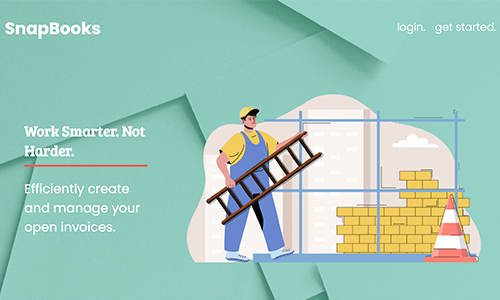 SnapBooks
login. get started.
Work Smarter. Not
Harder.
Efficiently create
and manage your
open invoices.